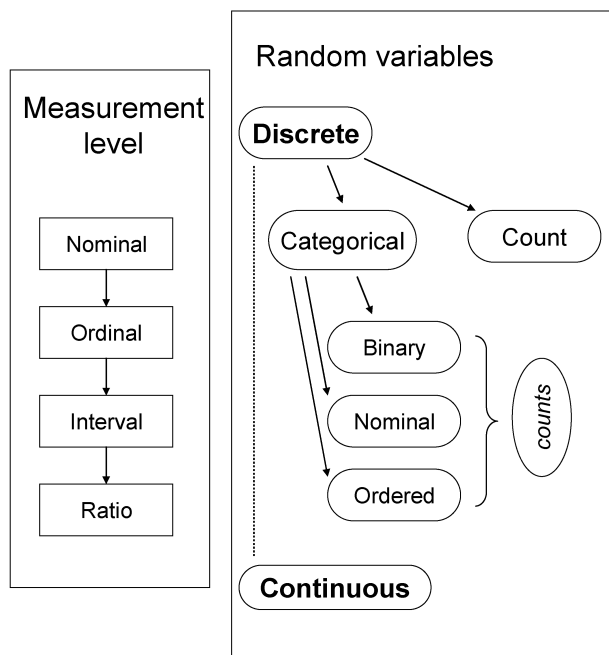 Measurement
level
Nominal
Ordinal
Interval
Ratio
Random variables
Discrete
Categorical
Count
Binary
Nominal
Ordered
counts
Continuous